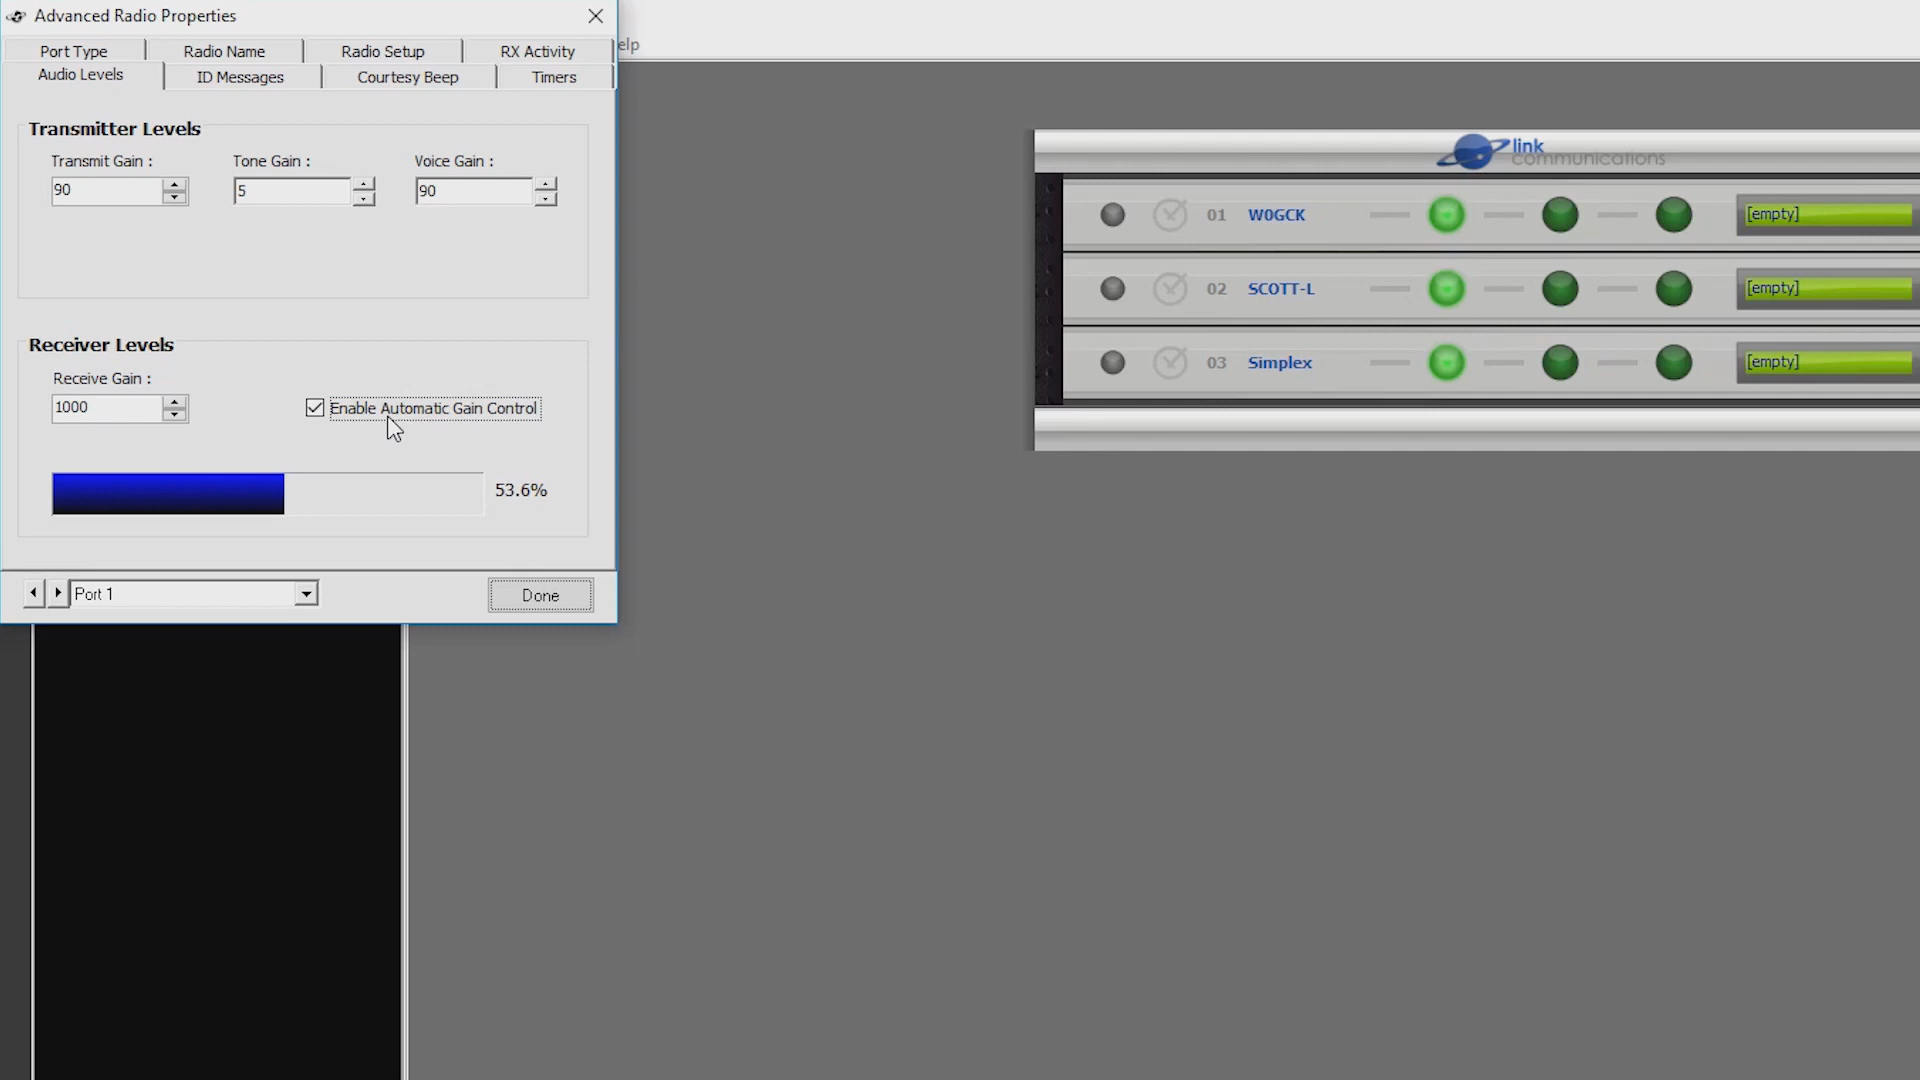 Advanced Radio Properties
Port Type
Radio Name
Radio Setup
RX Activity
elp
Audio Levels
ID Messages
Courtesy Beep
Timers
Transmitter Levels
Transmit Gain :
Tone Gain :
Voice Gain :
90
5
90
Receiver Levels
Receive Gain :
1000
Enable Automatic Gain Control
53.6%
Port 1
Done
link
communications
01 W0GCK [empty]
02 SCOTT-L [empty]
03 Simplex [empty]